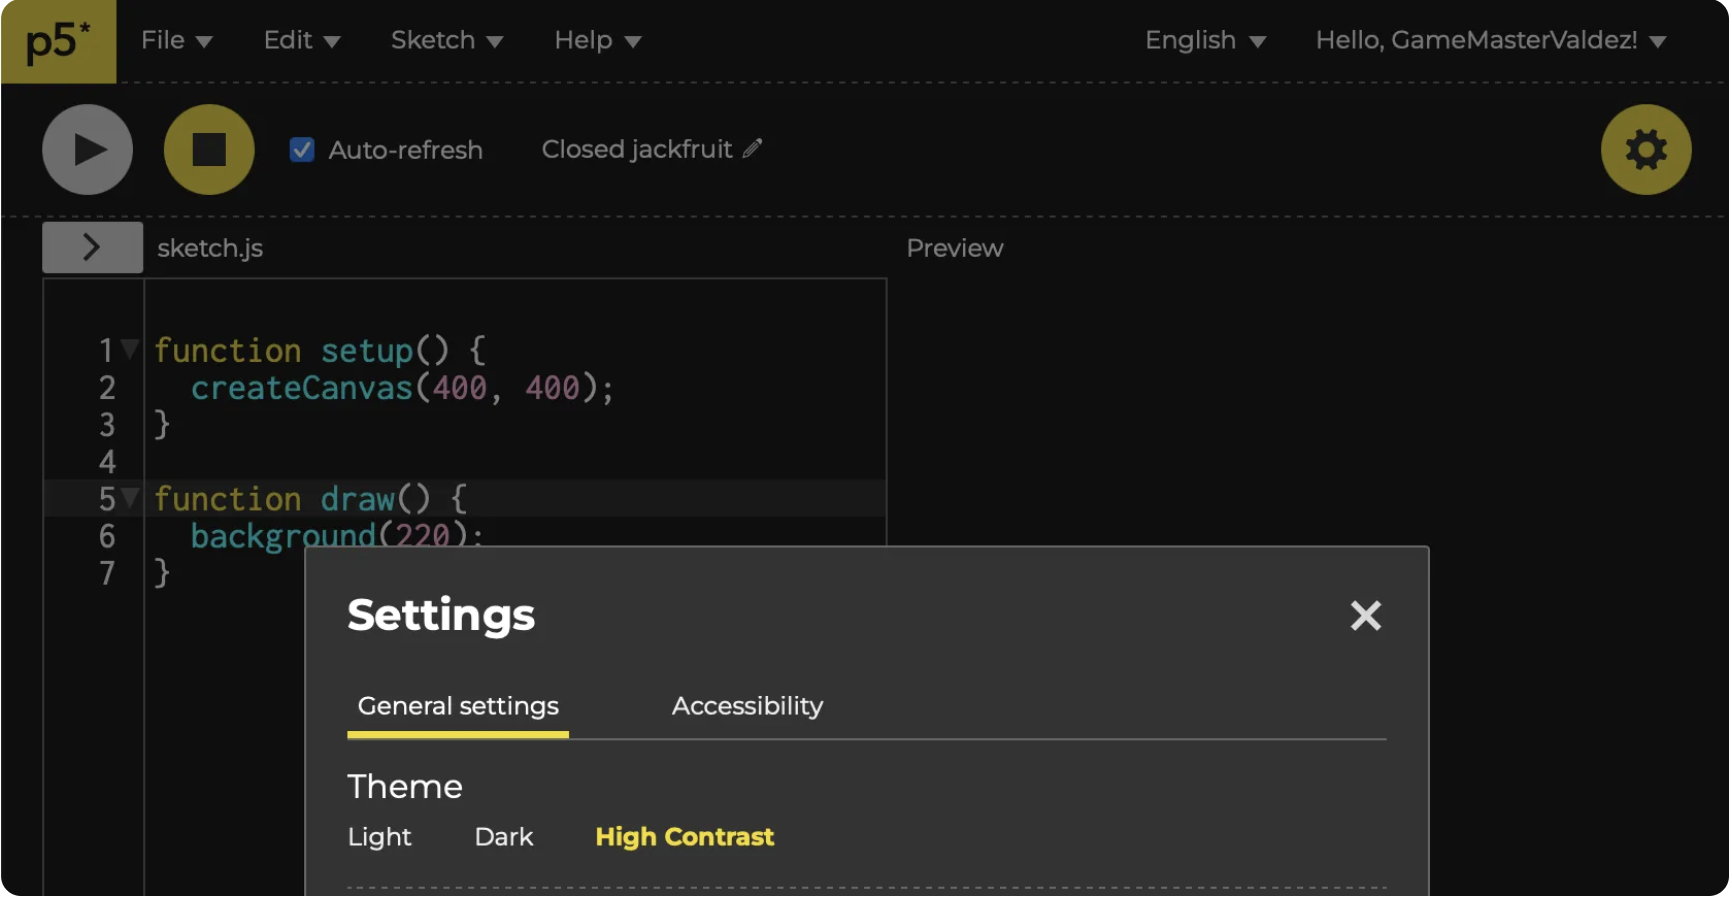 p5*
File Edit Sketch Help English Hello, GameMasterValdez!
Auto-refresh Closed jackfruit
sketch.js Preview
1 function setup() {
2 createCanvas(400, 400);
3 }
4
5 function draw() {
6 background(220);
7 }
Settings
General settings Accessibility
Theme
Light Dark High Contrast